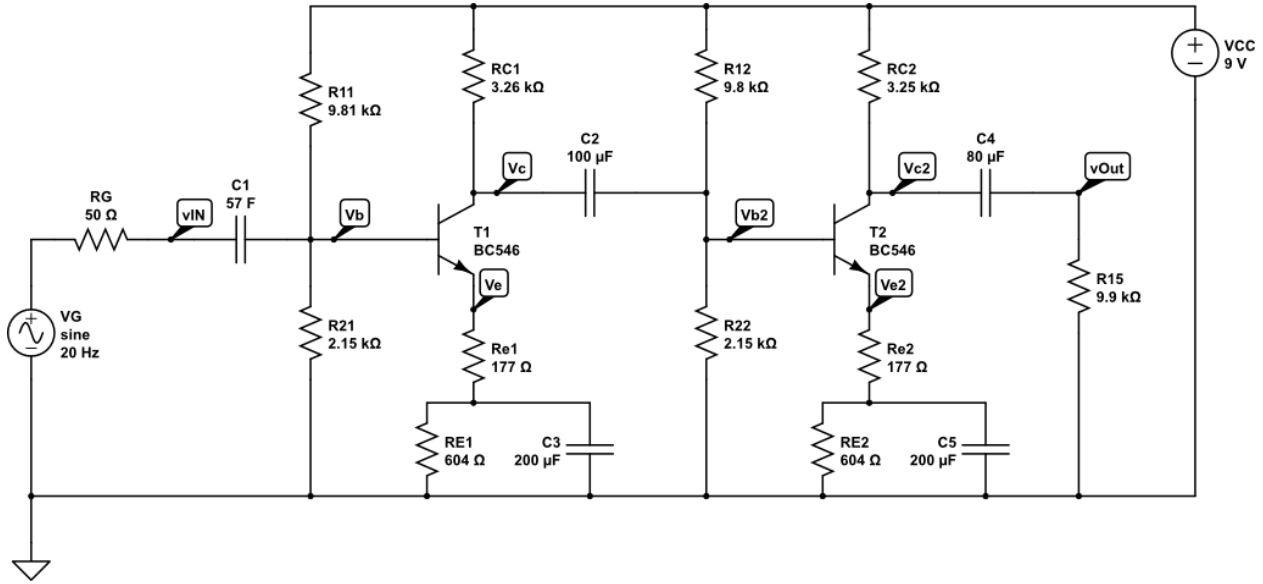 R11
9.81 kΩ
RC1
3.26 kΩ
R12
9.8 kΩ
RC2
3.25 kΩ
VCC
9 V
RG
50 Ω
vIN
C1
57 F
Vb
Vc
C2
100 µF
Vb2
Vc2
C4
80 µF
vOut
T1
BC546
T2
BC546
Ve
Ve2
VG
sine
20 Hz
R21
2.15 kΩ
Re1
177 Ω
R22
2.15 kΩ
Re2
177 Ω
R15
9.9 kΩ
RE1
604 Ω
C3
200 µF
RE2
604 Ω
C5
200 µF